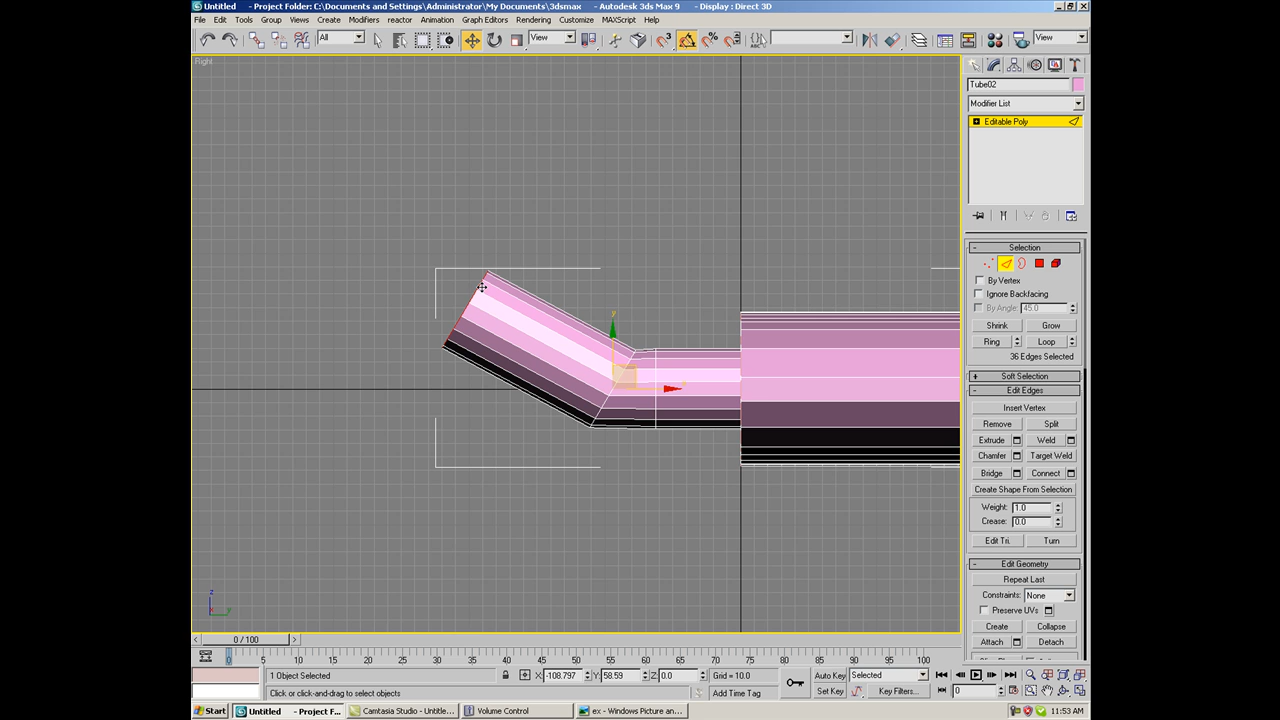 Untitled - Project Folder: C:\Documents and Settings\Administrator\My Documents\3dsmax - Autodesk 3ds Max 9 - Display : Direct 3D
File Edit Tools Group Views Create Modifiers reactor Animation Graph Editors Rendering Customize MAXScript Help
All View View
Right
Tube02
Modifier List
Editable Poly
Selection
By Vertex
Ignore Backfacing
By Angle: 45.0
Shrink Grow
Ring Loop
36 Edges Selected
Soft Selection
Edit Edges
Insert Vertex
Remove Split
Extrude Weld
Chamfer Target Weld
Bridge Connect
Create Shape From Selection
Weight: 1.0
Crease: 0.0
Edit Tri. Turn
Edit Geometry
Repeat Last
Constraints: None
Preserve UVs
Create Collapse
Attach Detach
y
z
x y
0 / 100
0 5 10 15 20 25 30 35 40 45 50 55 60 65 70 75 80 85 90 95 100
1 Object Selected X: -108.797 Y: 58.59 Z: 0.0 Grid = 10.0 Auto Key Selected
Click or click-and-drag to select objects Add Time Tag Set Key Key Filters... 0
Start Untitled - Project F... Camtasia Studio - Untitle... Volume Control ex - Windows Picture an... 11:53 AM